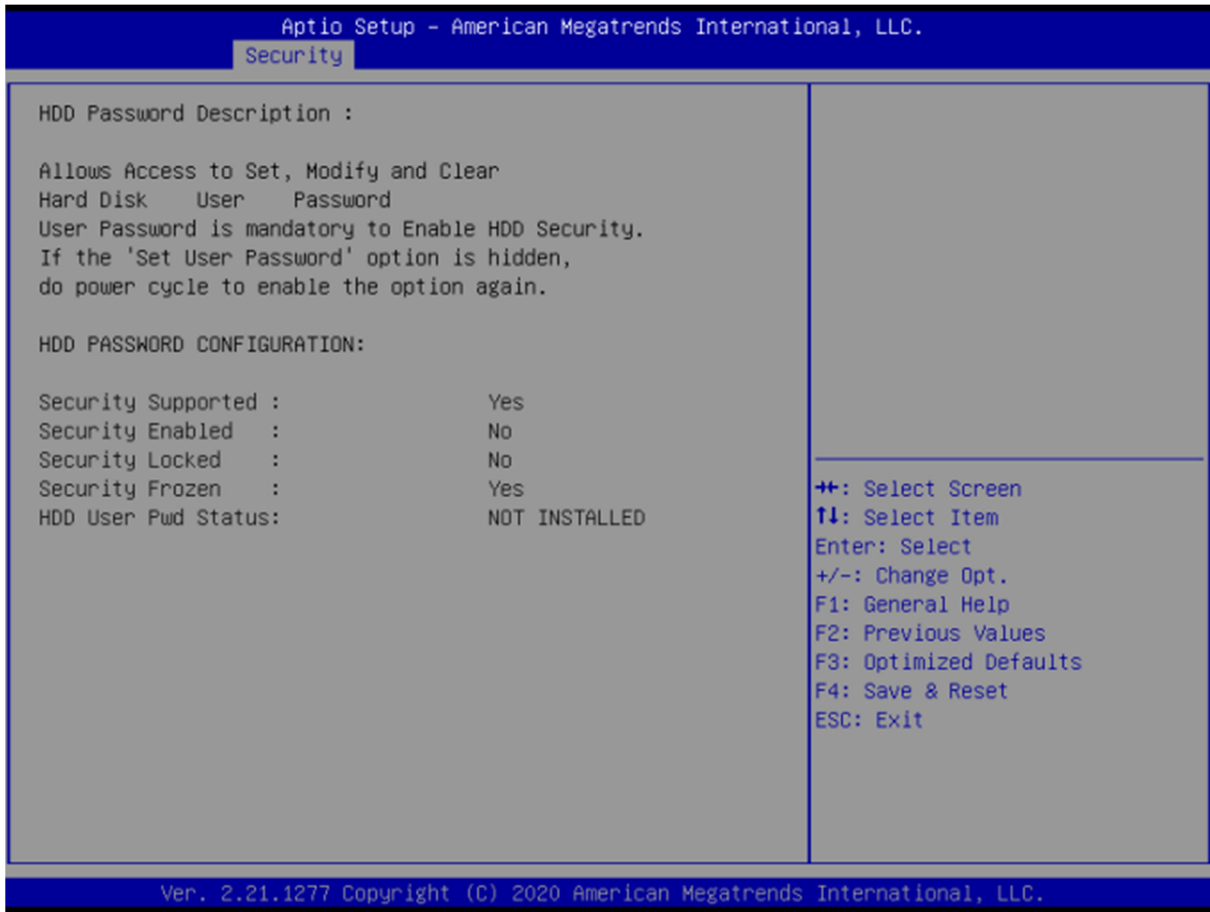 Aptio Setup – American Megatrends International, LLC.
Security
HDD Password Description :
Allows Access to Set, Modify and Clear
Hard Disk    User    Password
User Password is mandatory to Enable HDD Security.
If the 'Set User Password' option is hidden,
do power cycle to enable the option again.
HDD PASSWORD CONFIGURATION:
Security Supported :    Yes
Security Enabled   :    No
Security Locked    :    No
Security Frozen    :    Yes
HDD User Pwd Status:    NOT INSTALLED
→←: Select Screen
↑↓: Select Item
Enter: Select
+/-: Change Opt.
F1: General Help
F2: Previous Values
F3: Optimized Defaults
F4: Save & Reset
ESC: Exit
Ver. 2.21.1277 Copyright (C) 2020 American Megatrends International, LLC.